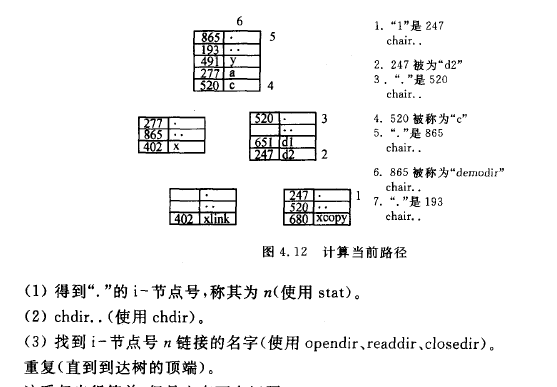 6
865 .
193 ..
491 y
277 a
520 c
5
4
277 .
865 ..
402 x
520 .
..
651 d1
247 d2
3
2
.
..
402 xlink
247 .
520 ..
680 xcopy
1
1. “1”是 247
chair..
2. 247 被为“d2”
3. “.”是 520
chair..
4. 520 被称为“c”
5. “.”是 865
chair..
6. 865 被称为“demodir”
chair..
7. “.”是 193
chair..
图 4.12 计算当前路径
(1) 得到“.”的 i-节点号,称其为 n(使用 stat)。
(2) chdir..(使用 chdir)。
(3) 找到 i-节点号 n 链接的名字(使用 opendir、readdir、closedir)。
重复(直到到达树的顶端)。